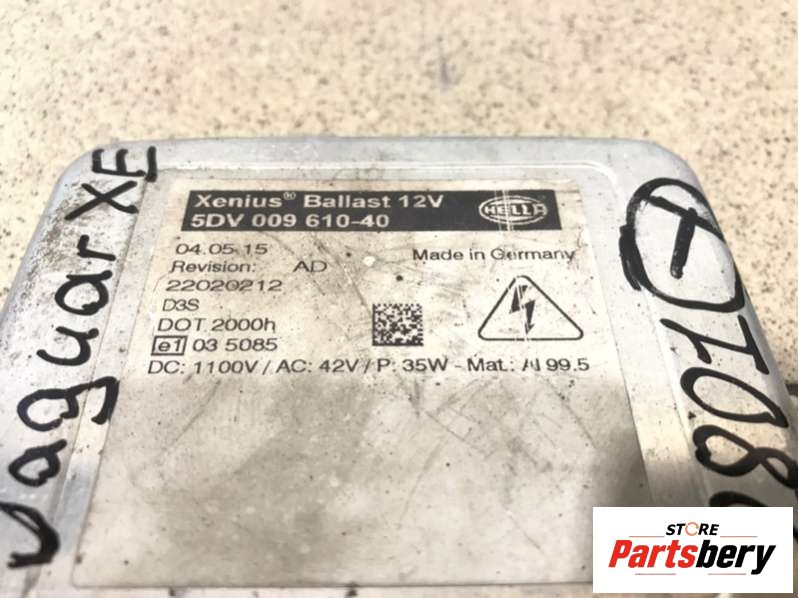 Jaguar XE
Xenius® Ballast 12V
5DV 009 610-40
HELLA
04.05.15
Made in Germany
Revision: AD
22020212
D3S
DOT 2000h
e1 03 5085
DC: 1100V / AC: 42V / P: 35W - Mat.: Al 99.5
STORE
Partsbery